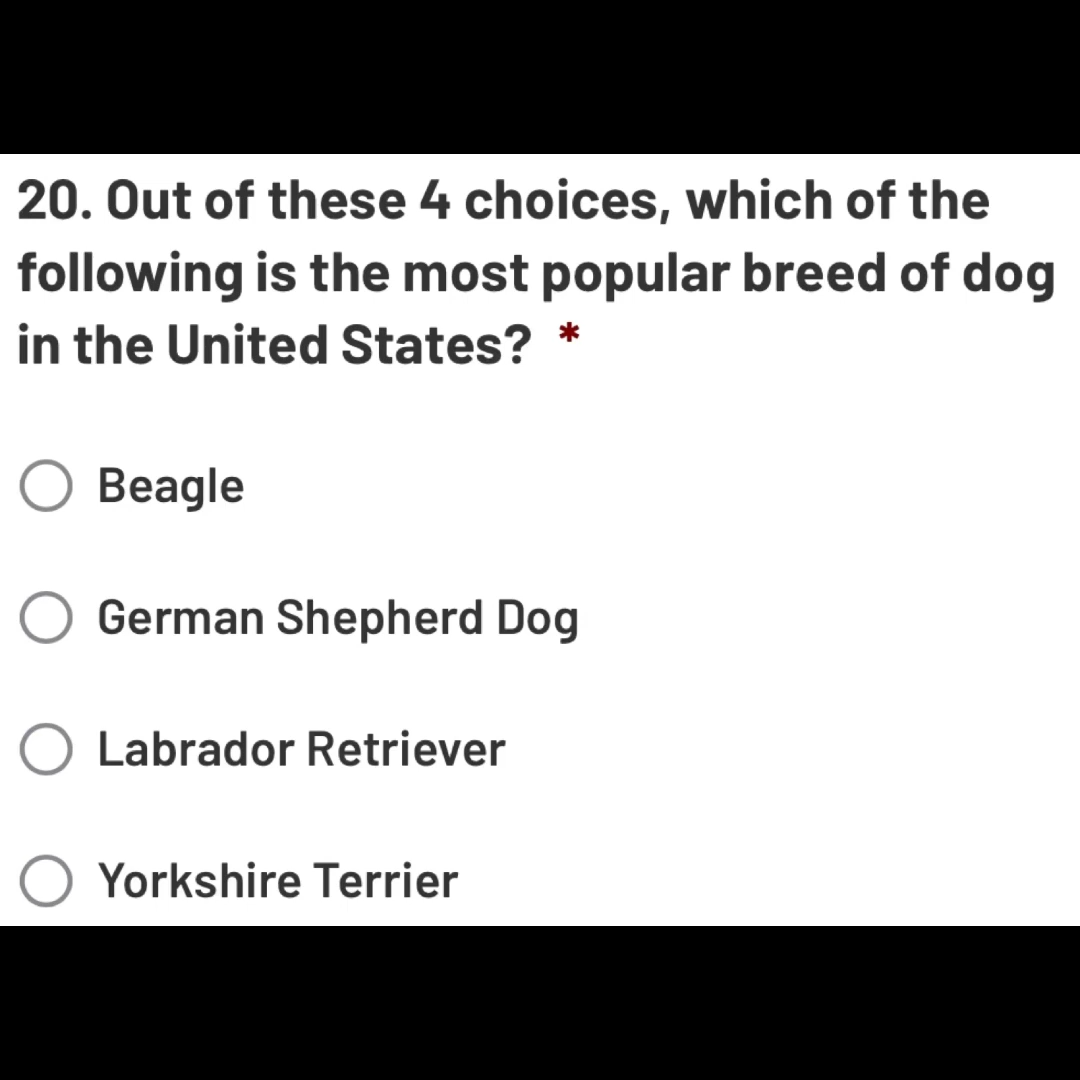 20. Out of these 4 choices, which of the
following is the most popular breed of dog
in the United States? *
Beagle
German Shepherd Dog
Labrador Retriever
Yorkshire Terrier